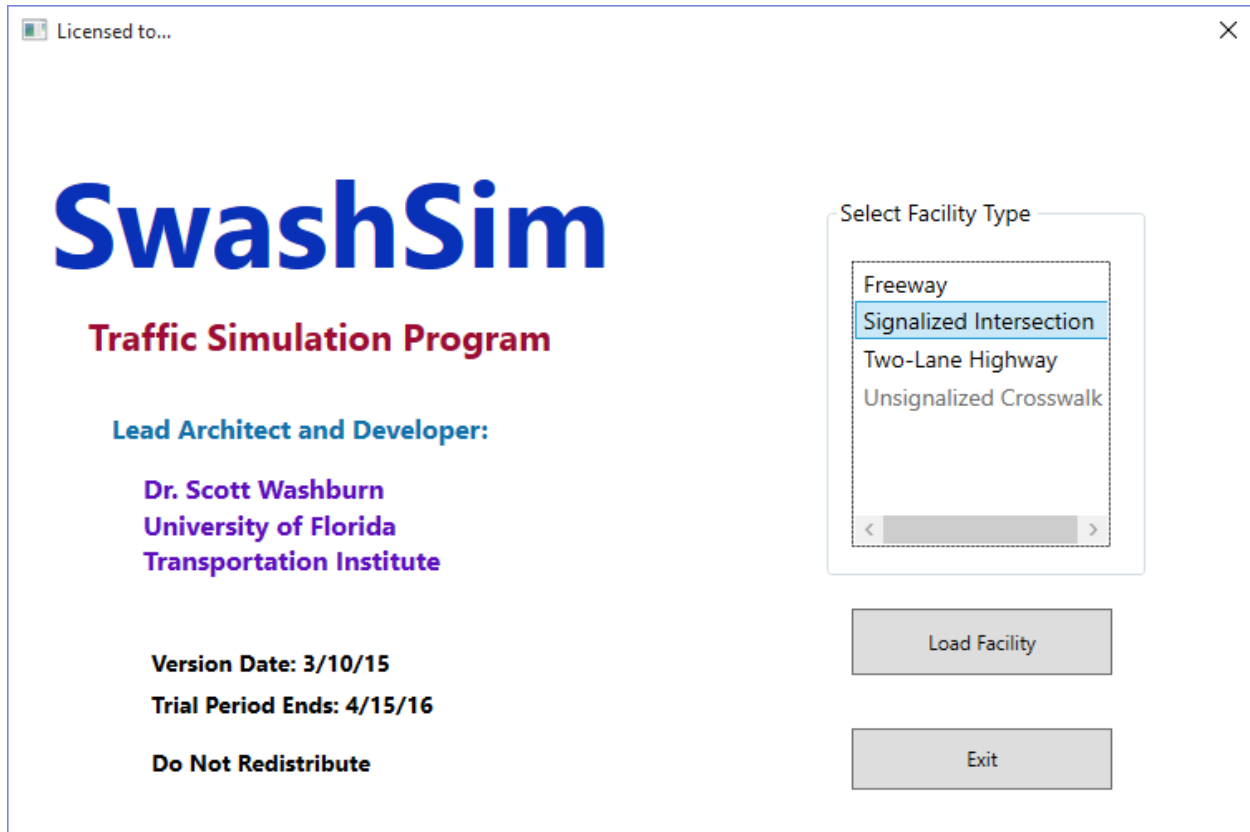 Licensed to...
SwashSim
Traffic Simulation Program
Lead Architect and Developer:
Dr. Scott Washburn
University of Florida
Transportation Institute
Version Date: 3/10/15
Trial Period Ends: 4/15/16
Do Not Redistribute
Select Facility Type
Freeway
Signalized Intersection
Two-Lane Highway
Unsignalized Crosswalk
Load Facility
Exit